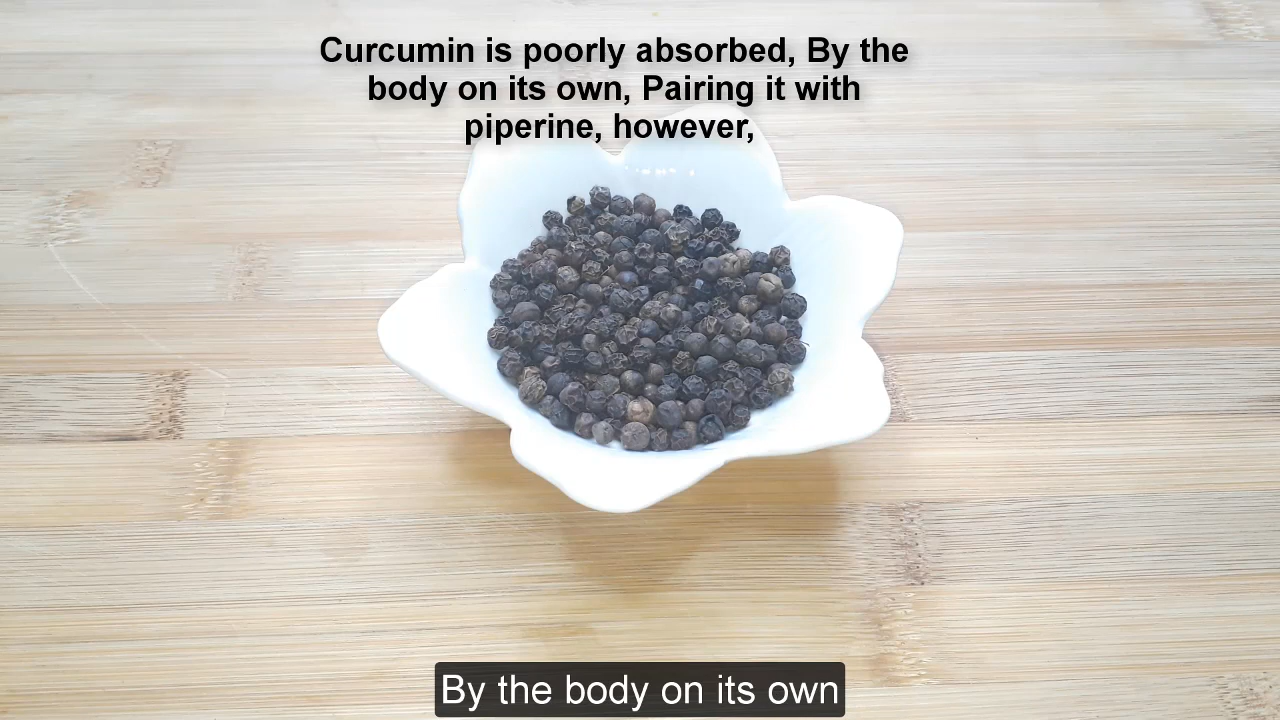 Curcumin is poorly absorbed, By the
body on its own, Pairing it with
piperine, however,
By the body on its own